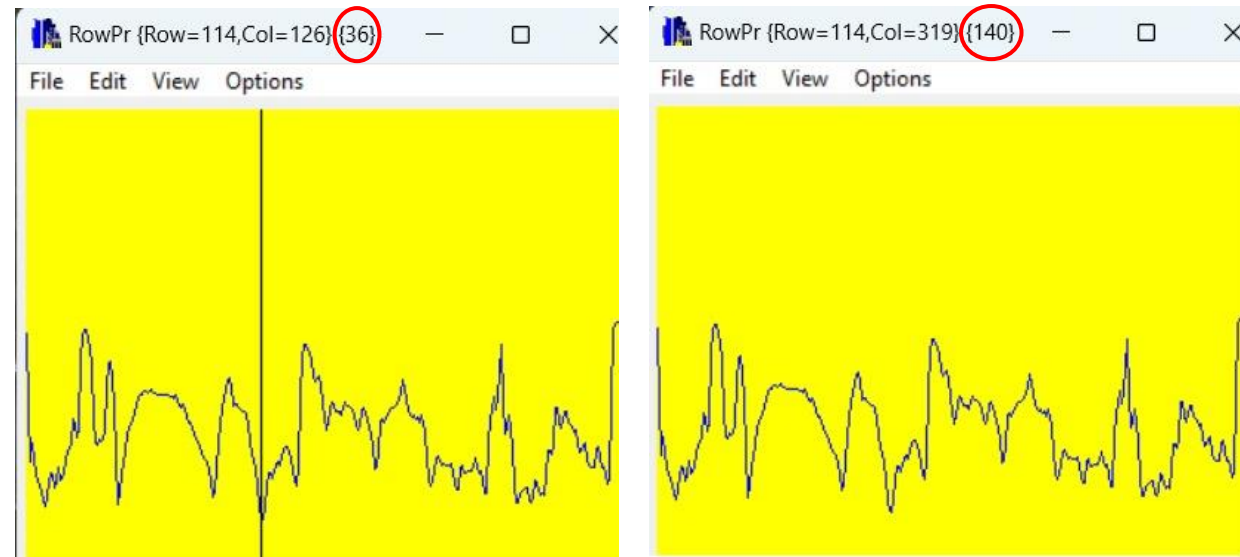 RowPr {Row=114,Col=126} {36}
File Edit View Options
RowPr {Row=114,Col=319} {140}
File Edit View Options